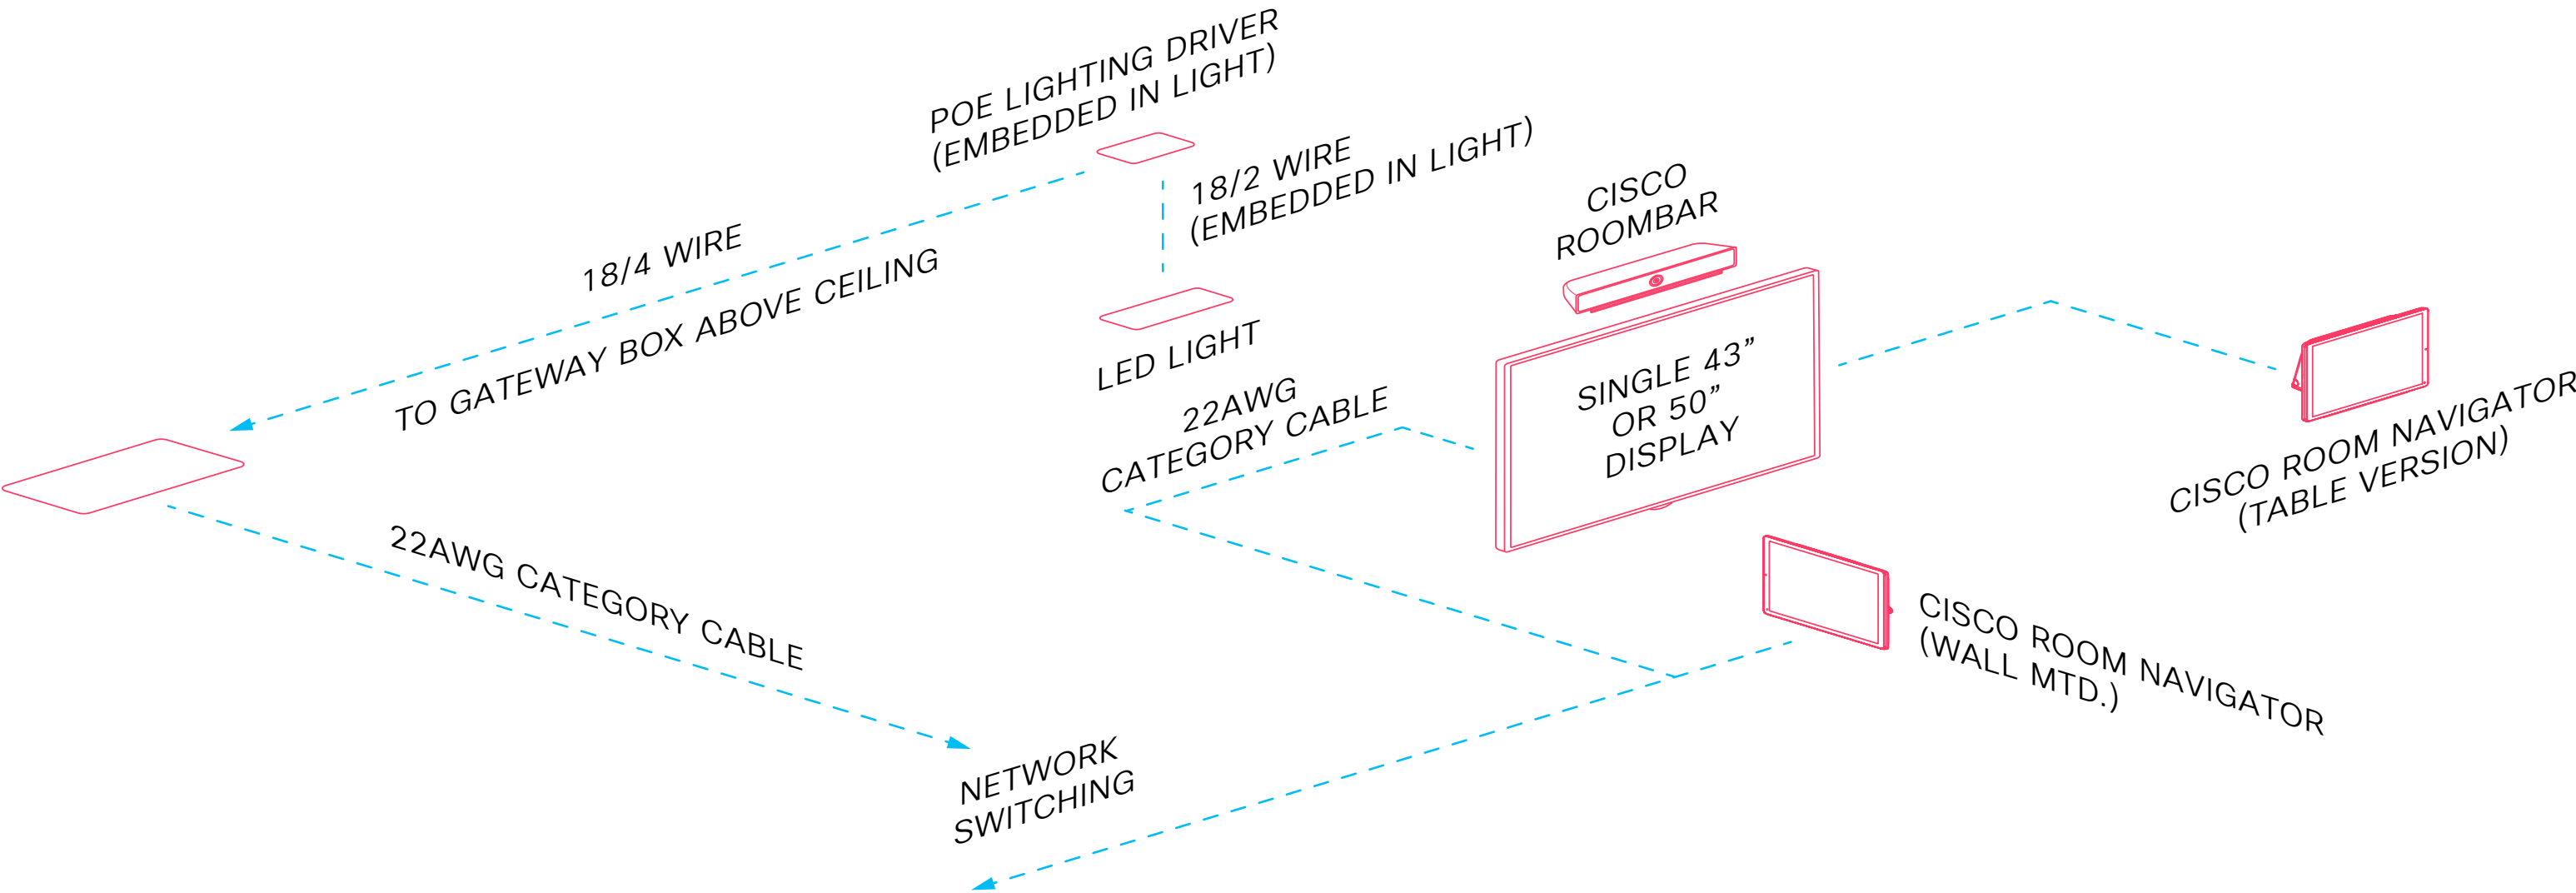 POE LIGHTING DRIVER
(EMBEDDED IN LIGHT)
18/2 WIRE
(EMBEDDED IN LIGHT)
CISCO
ROOMBAR
18/4 WIRE
TO GATEWAY BOX ABOVE CEILING
LED LIGHT
22AWG
CATEGORY CABLE
SINGLE 43”
OR 50”
DISPLAY
CISCO ROOM NAVIGATOR
(TABLE VERSION)
22AWG CATEGORY CABLE
CISCO ROOM NAVIGATOR
(WALL MTD.)
NETWORK
SWITCHING